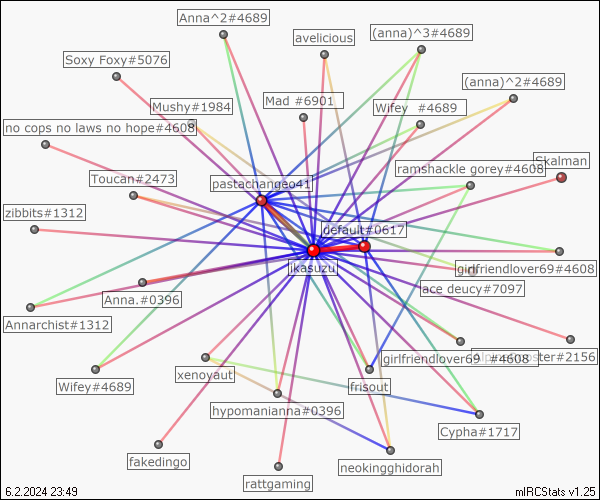 Anna^2#4689
avelicious
(anna)^3#4689
Soxy Foxy#5076
(anna)^2#4689
Mushy#1984
Mad #6901
Wifey #4689
no cops no laws no hope#4608
Skalman
ramshackle gorey#4608
Toucan#2473
pastachangeo41
zibbits#1312
default#0617
ikasuzu
girlfriendlover69#4608
ace deucy#7097
Anna.#0396
Annarchist#1312
girlfriendlover69 #4608
#2156
xenoyaut
Wifey#4689
frisout
hypomanianna#0396
Cypha#1717
fakedingo
neokingghidorah
rattgaming
6.2.2024 23:49
mIRCStats v1.25